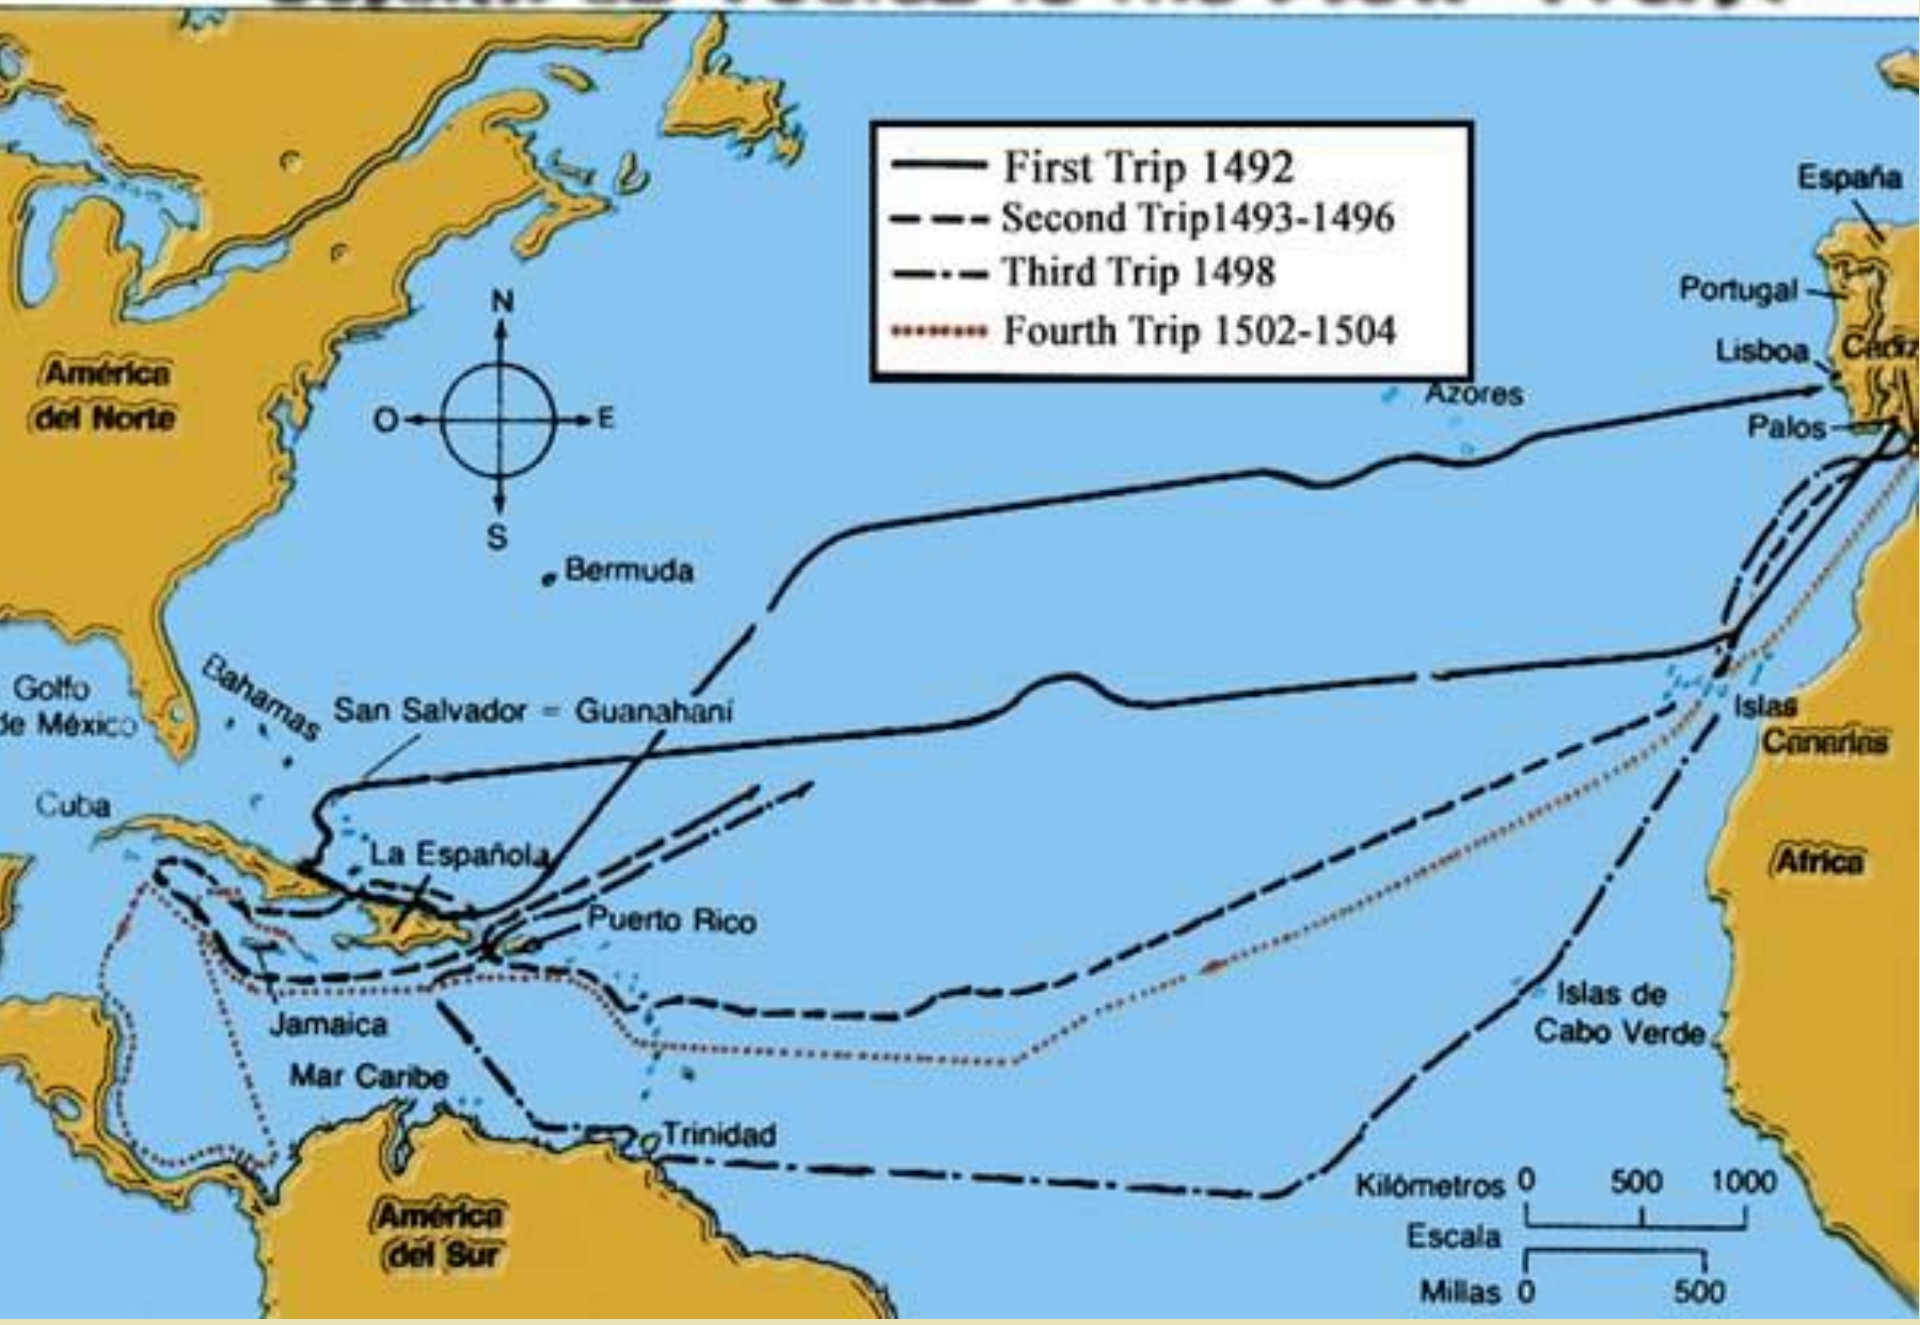 First Trip 1492
Second Trip1493-1496
Third Trip 1498
Fourth Trip 1502-1504
España
Portugal
Lisboa
Cadiz
Palos
Azores
América
del Norte
N
O
E
S
Bermuda
Golfo
de México
Bahamas
San Salvador = Guanahaní
Cuba
La Española
Puerto Rico
Islas
Canarias
Africa
Jamaica
Mar Caribe
Islas de
Cabo Verde
Trinidad
América
del Sur
Kilómetros 0 500 1000
Escala
Millas 0 500